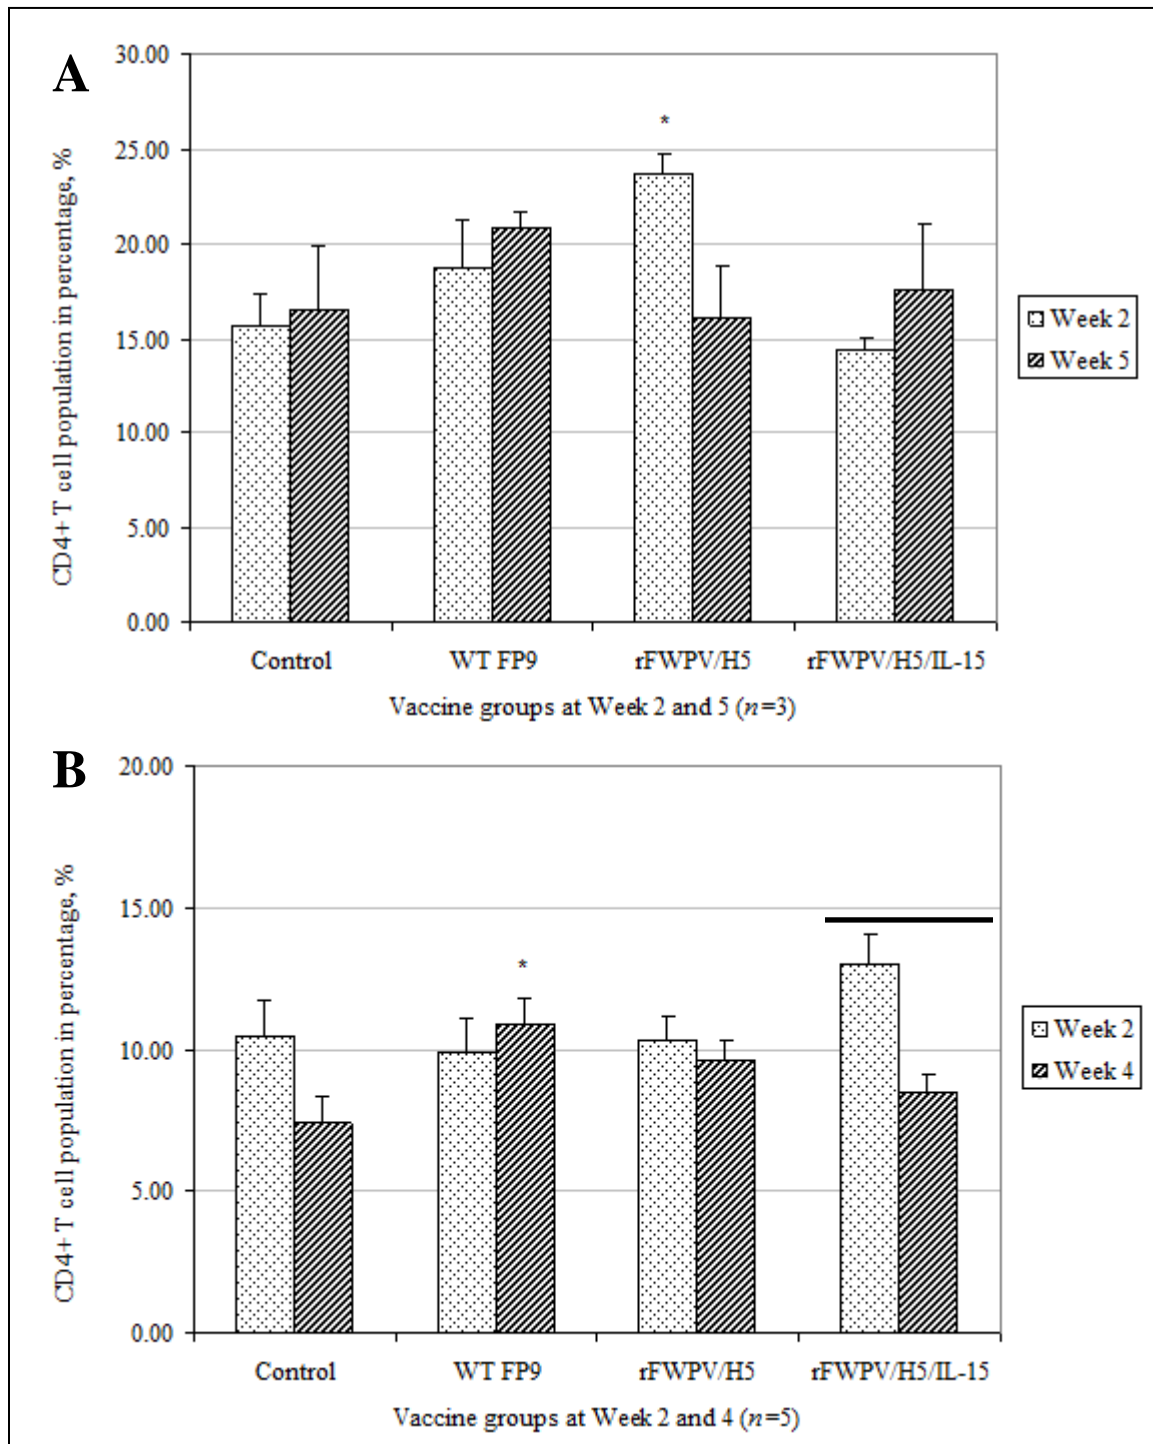 A
30.00
25.00
20.00
15.00
10.00
5.00
0.00
CD4+ T cell population in percentage, %
*
Control
WT FP9
rFWPV/H5
rFWPV/H5/IL-15
Vaccine groups at Week 2 and 5 (n=3)
Week 2
Week 5
B
20.00
15.00
10.00
5.00
0.00
CD4+ T cell population in percentage, %
*
Control
WT FP9
rFWPV/H5
rFWPV/H5/IL-15
Vaccine groups at Week 2 and 4 (n=5)
Week 2
Week 4